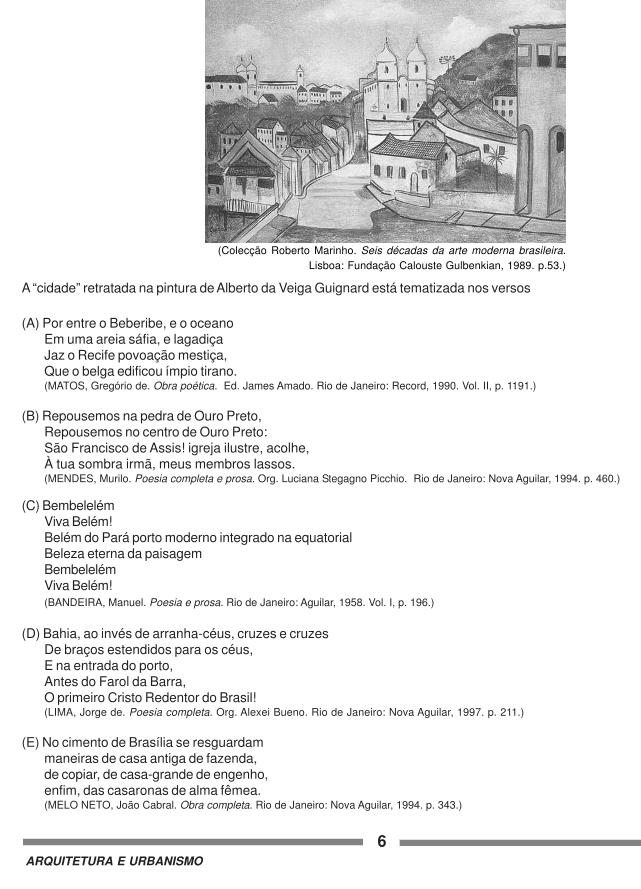 (Colecção Roberto Marinho. Seis décadas da arte moderna brasileira.
Lisboa: Fundação Calouste Gulbenkian, 1989. p.53.)
A “cidade” retratada na pintura de Alberto da Veiga Guignard está tematizada nos versos
(A) Por entre o Beberibe, e o oceano
Em uma areia sáfia, e lagadiça
Jaz o Recife povoação mestiça,
Que o belga edificou ímpio tirano.
(MATOS, Gregório de. Obra poética. Ed. James Amado. Rio de Janeiro: Record, 1990. Vol. II, p. 1191.)
(B) Repousemos na pedra de Ouro Preto,
Repousemos no centro de Ouro Preto:
São Francisco de Assis! igreja ilustre, acolhe,
À tua sombra irmã, meus membros lassos.
(MENDES, Murilo. Poesia completa e prosa. Org. Luciana Stegagno Picchio. Rio de Janeiro: Nova Aguilar, 1994. p. 460.)
(C) Bembelelém
Viva Belém!
Belém do Pará porto moderno integrado na equatorial
Beleza eterna da paisagem
Bembelelém
Viva Belém!
(BANDEIRA, Manuel. Poesia e prosa. Rio de Janeiro: Aguilar, 1958. Vol. I, p. 196.)
(D) Bahia, ao invés de arranha-céus, cruzes e cruzes
De braços estendidos para os céus,
E na entrada do porto,
Antes do Farol da Barra,
O primeiro Cristo Redentor do Brasil!
(LIMA, Jorge de. Poesia completa. Org. Alexei Bueno. Rio de Janeiro: Nova Aguilar, 1997. p. 211.)
(E) No cimento de Brasília se resguardam
maneiras de casa antiga de fazenda,
de copiar, de casa-grande de engenho,
enfim, das casaronas de alma fêmea.
(MELO NETO, João Cabral. Obra completa. Rio de Janeiro: Nova Aguilar, 1994. p. 343.)
6
ARQUITETURA E URBANISMO